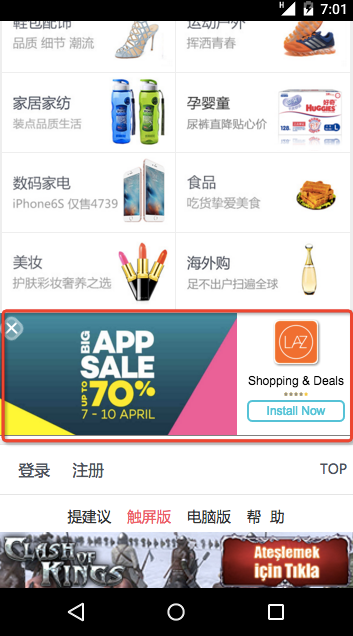 H 7:01
鞋包配饰 运动户外
品质 细节 潮流 挥洒青春
家居家纺 孕婴童
装点品质生活 尿裤直降贴心价
好奇
HUGGIES
数码家电 食品
iPhone6S 仅售4739 吃货挚爱美食
美妆 海外购
护肤彩妆奢养之选 足不出户扫遍全球
BIG APP
SALE
UP TO 70%
7 - 10 APRIL
LAZ
Shopping & Deals
Install Now
登录 注册 TOP
提建议 触屏版 电脑版 帮 助
CLASH OF KINGS
Ateşlemek
için Tıkla